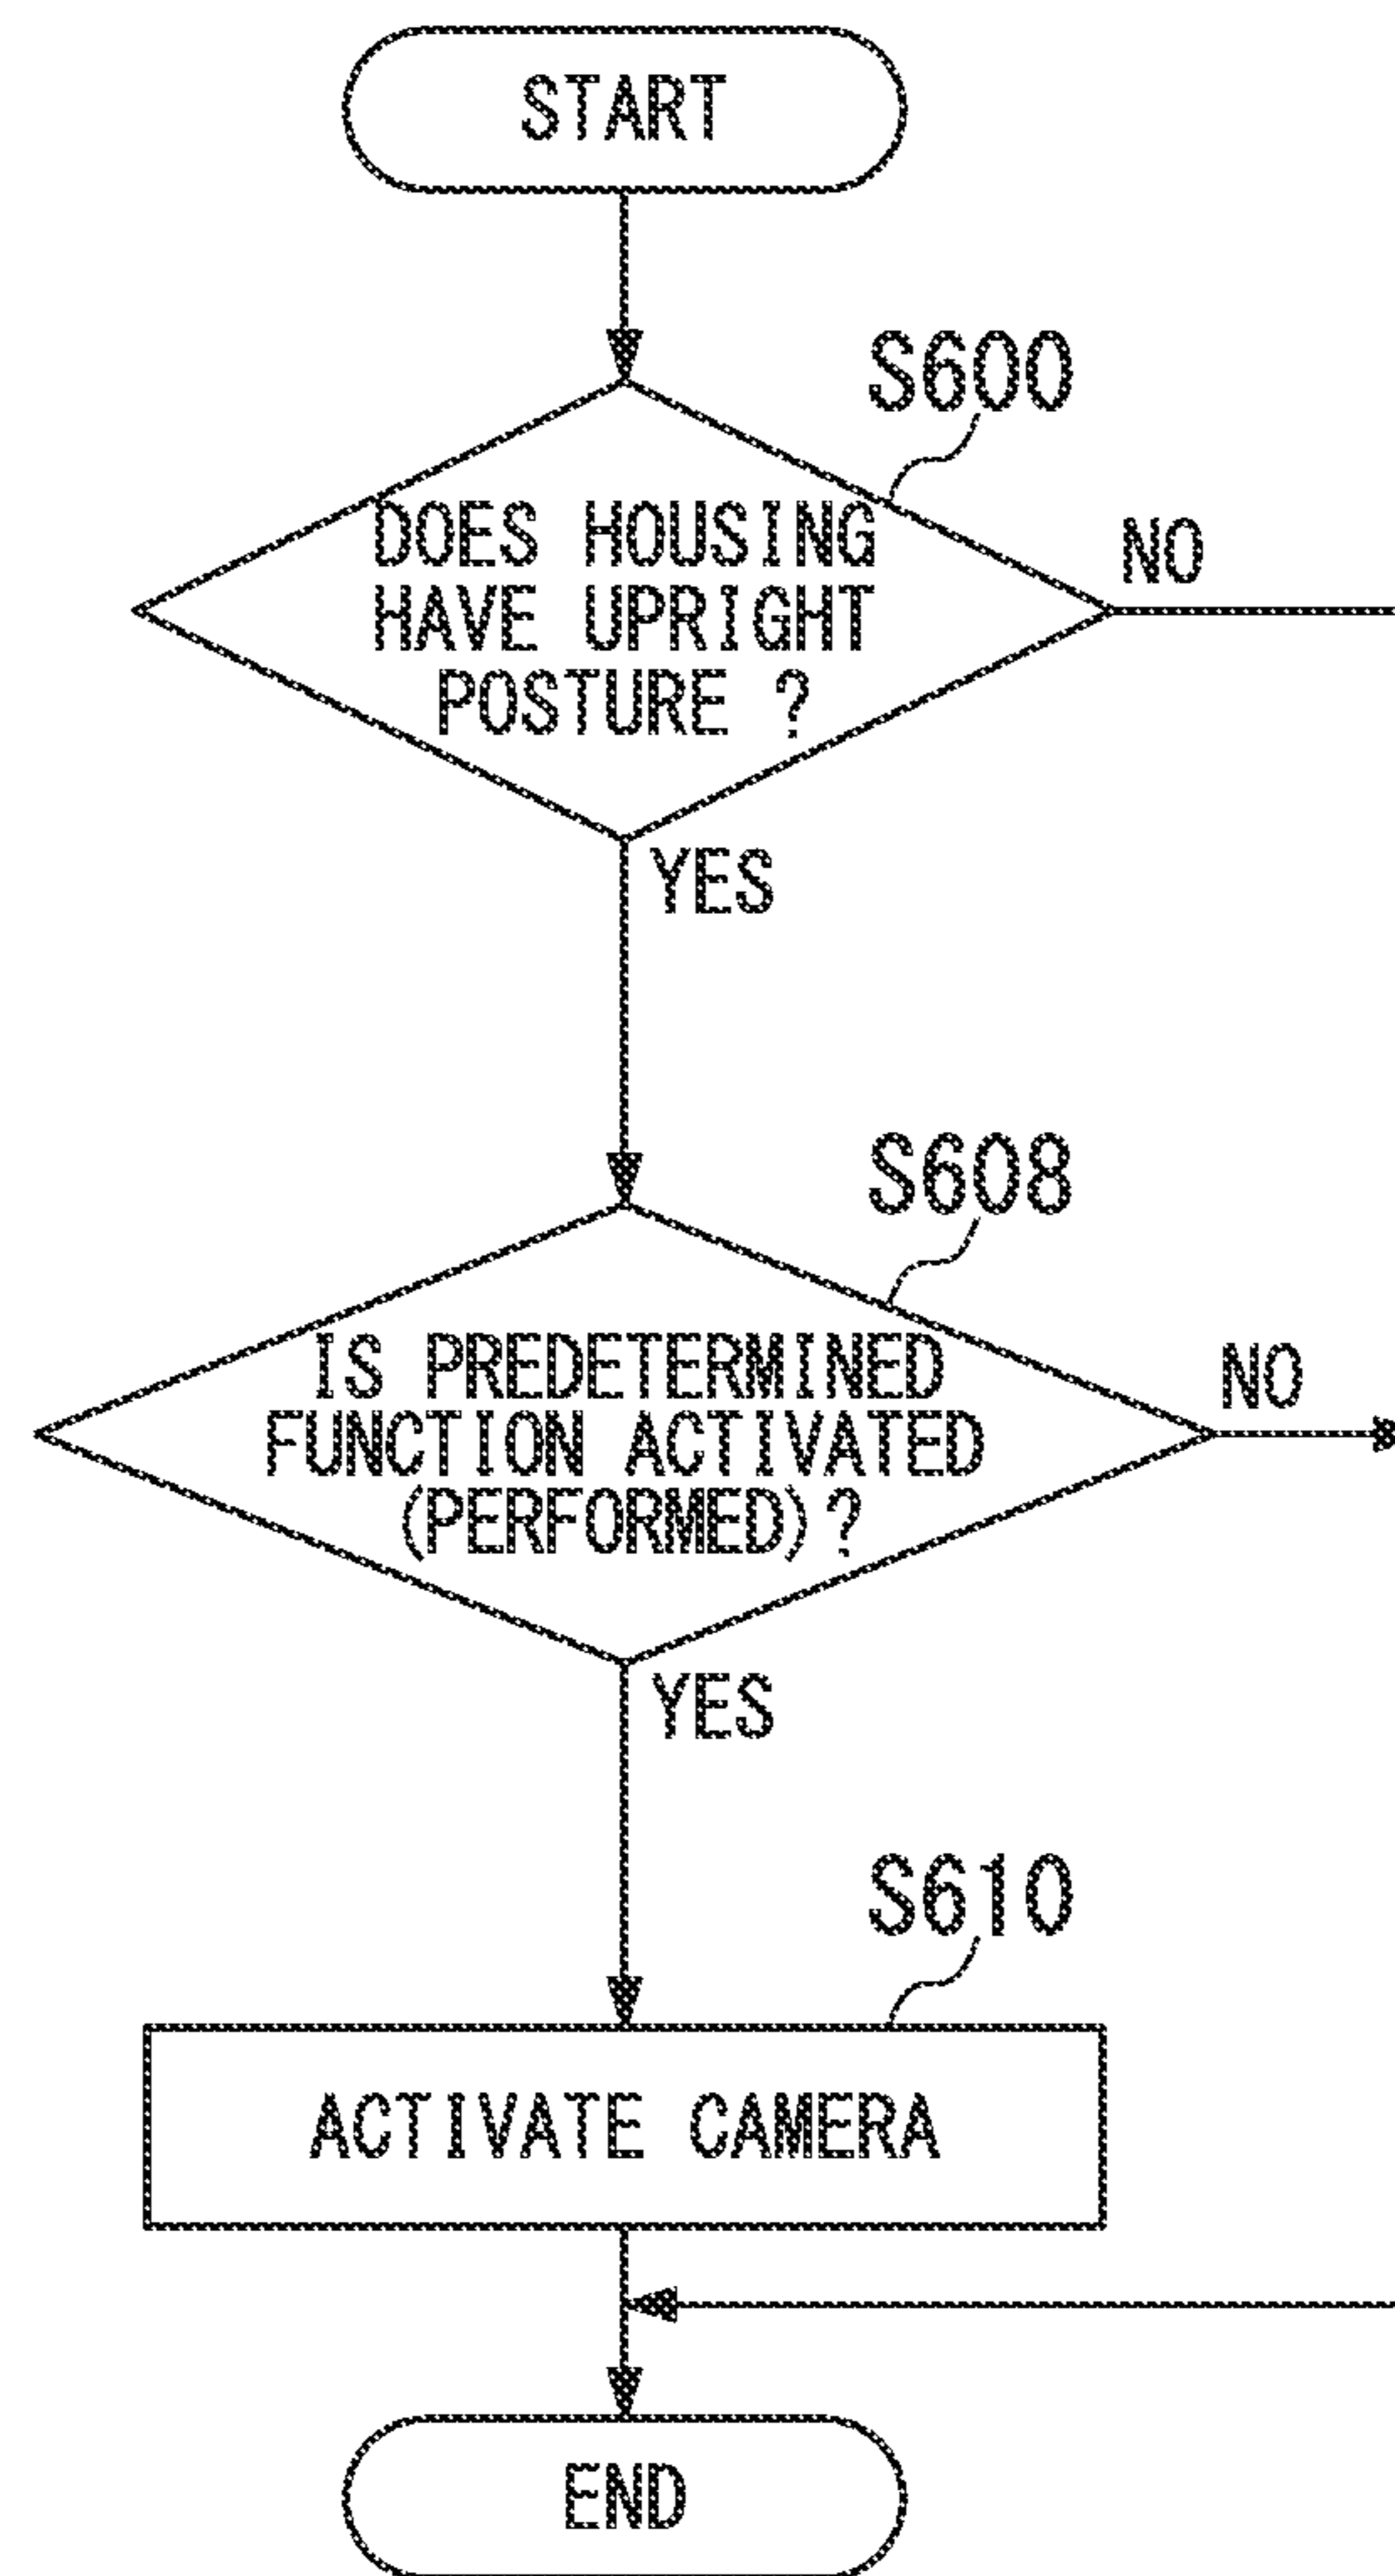 START
S600
DOES HOUSING
HAVE UPRIGHT
POSTURE ?
NO
YES
S608
IS PREDETERMINED
FUNCTION ACTIVATED
(PERFORMED)?
NO
YES
S610
ACTIVATE CAMERA
END